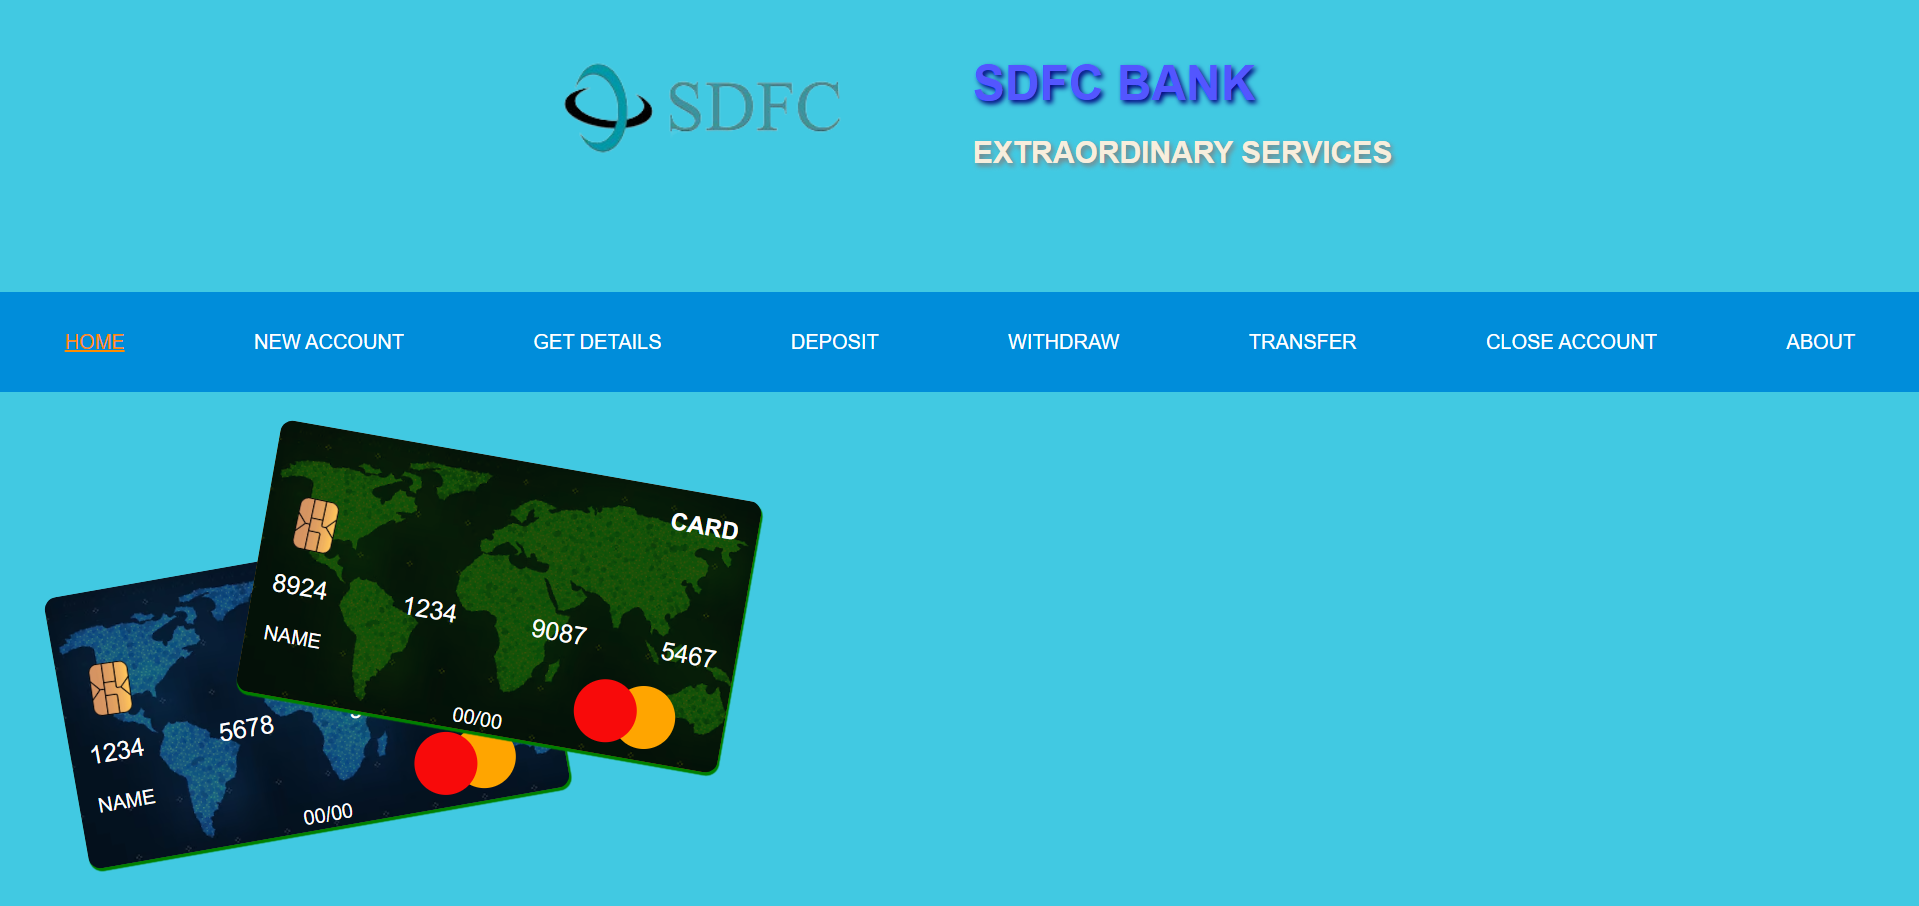 SDFC
SDFC BANK
EXTRAORDINARY SERVICES
HOME NEW ACCOUNT GET DETAILS DEPOSIT WITHDRAW TRANSFER CLOSE ACCOUNT ABOUT
CARD
8924 1234 9087 5467
NAME
00/00
1234 5678
NAME
00/00